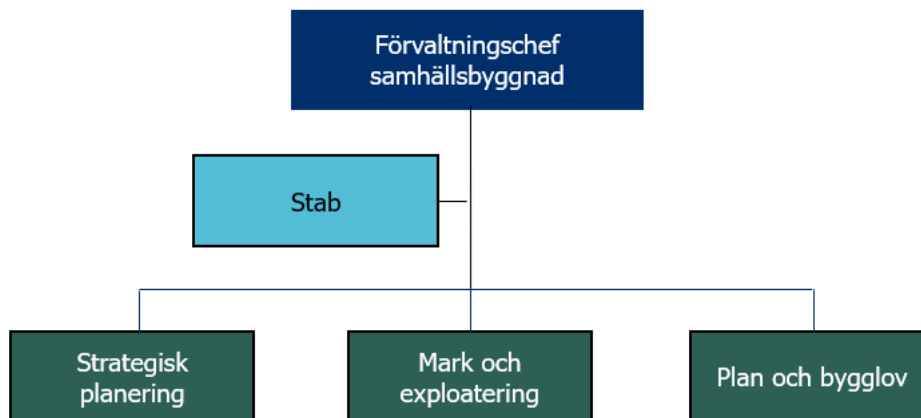 Förvaltningschef
samhällsbyggnad
Stab
Strategisk
planering
Mark och
exploatering
Plan och bygglov